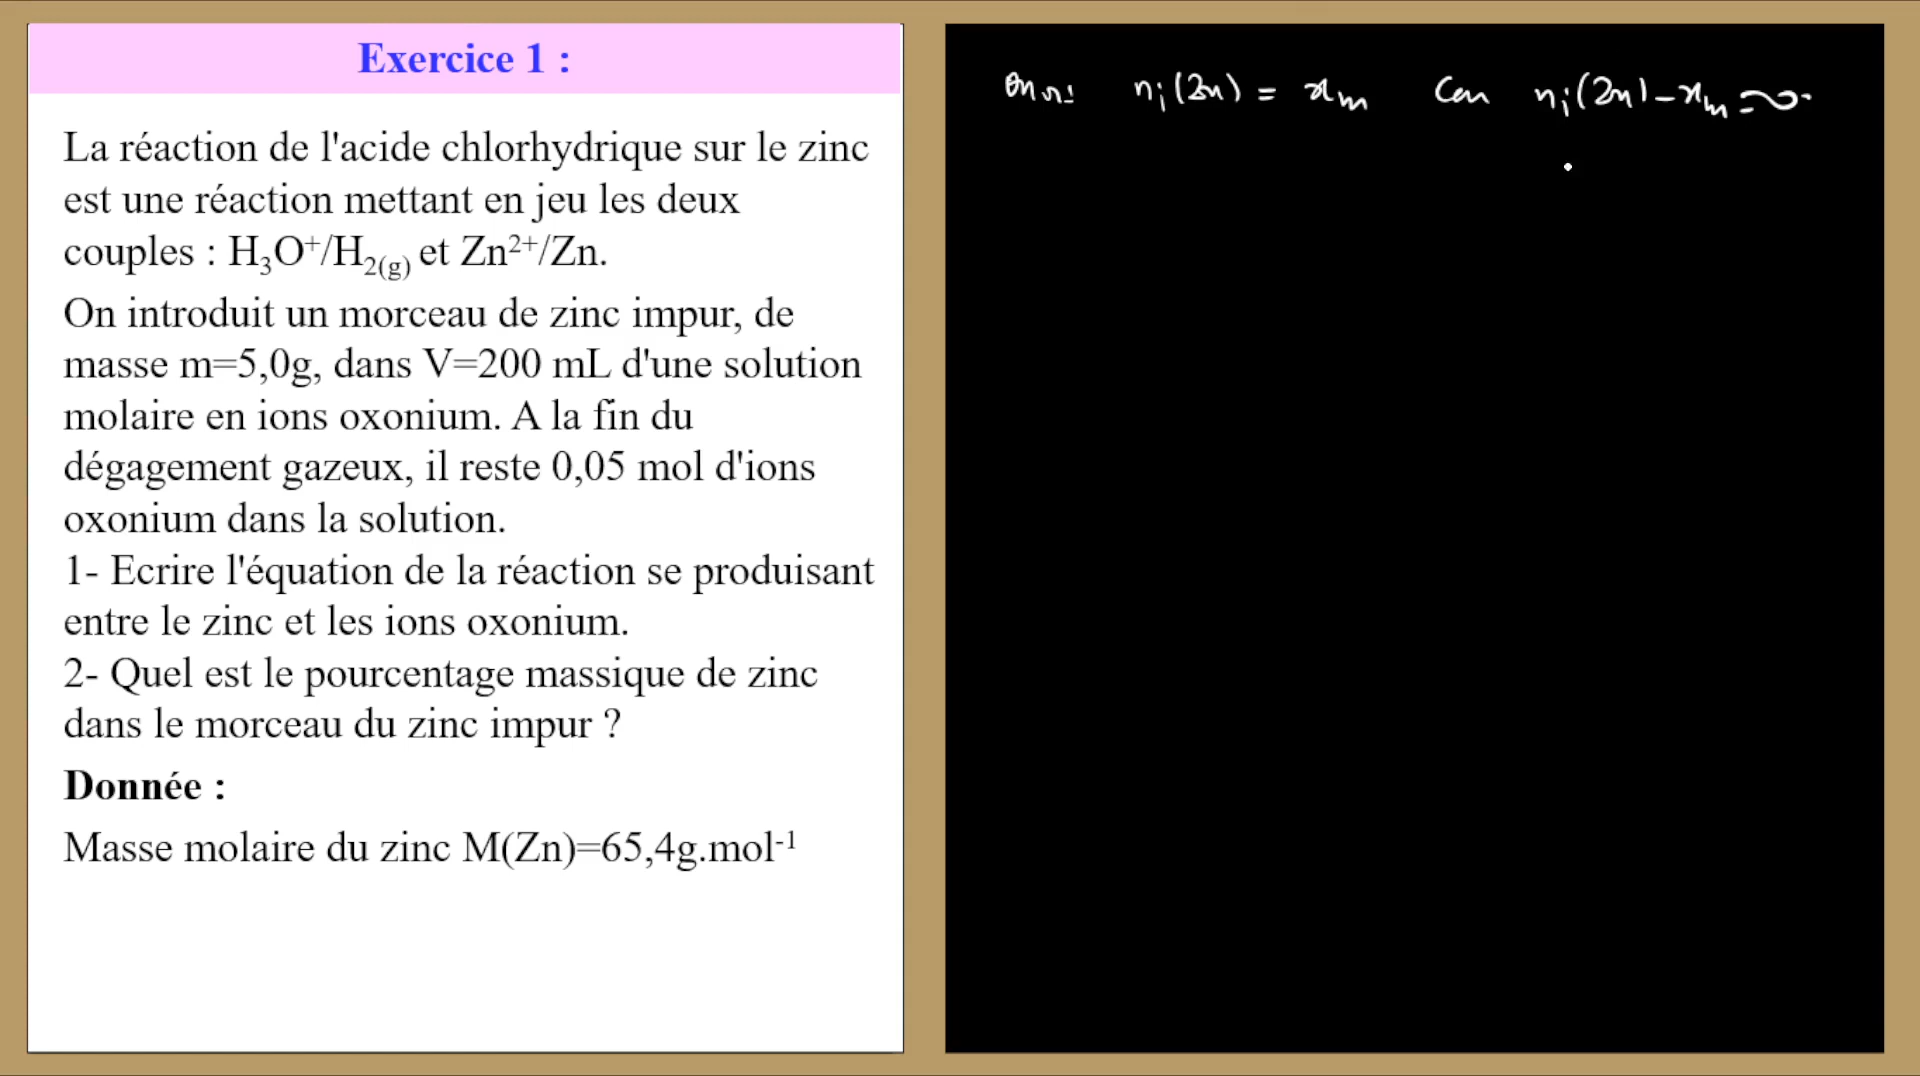 Exercice 1 :
La réaction de l'acide chlorhydrique sur le zinc
est une réaction mettant en jeu les deux
couples : H₃O⁺/H₂₍g₎ et Zn²⁺/Zn.
On introduit un morceau de zinc impur, de
masse m=5,0g, dans V=200 mL d'une solution
molaire en ions oxonium. A la fin du
dégagement gazeux, il reste 0,05 mol d'ions
oxonium dans la solution.
1- Ecrire l'équation de la réaction se produisant
entre le zinc et les ions oxonium.
2- Quel est le pourcentage massique de zinc
dans le morceau du zinc impur ?
Donnée :
Masse molaire du zinc M(Zn)=65,4g.mol⁻¹
nᵢ(Zn) = xₘ Car nᵢ(Zn) - xₘ = 0